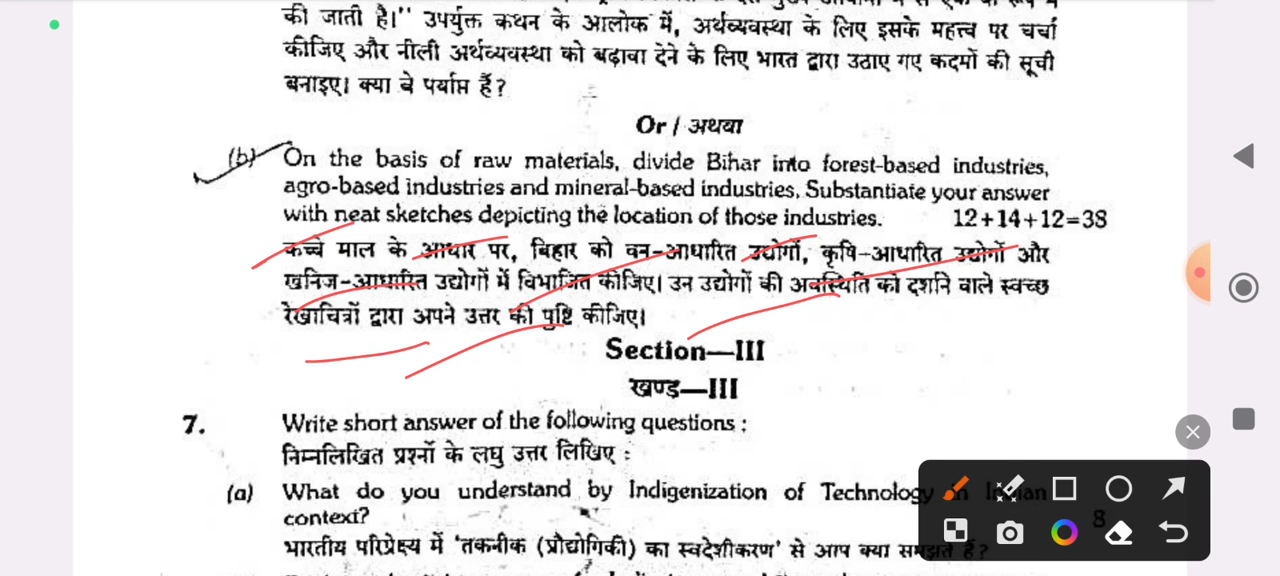 की जाती है।" उपर्युक्त कथन के आलोक में, अर्थव्यवस्था के लिए इसके महत्त्व पर चर्चा
कीजिए और नीली अर्थव्यवस्था को बढ़ावा देने के लिए भारत द्वारा उठाए गए कदमों की सूची
बनाइए। क्या वे पर्याप्त हैं?
Or / अथवा
(b) On the basis of raw materials, divide Bihar into forest-based industries,
agro-based industries and mineral-based industries. Substantiate your answer
with neat sketches depicting the location of those industries. 12+14+12=38
कच्चे माल के आधार पर, बिहार को वन-आधारित उद्योगों, कृषि-आधारित उद्योगों और
खनिज-आधारित उद्योगों में विभाजित कीजिए। उन उद्योगों की अवस्थिति को दर्शाने वाले स्वच्छ
रेखाचित्रों द्वारा अपने उत्तर की पुष्टि कीजिए।
Section—III
खण्ड—III
7. Write short answer of the following questions :
निम्नलिखित प्रश्नों के लघु उत्तर लिखिए :
(a) What do you understand by Indigenization of Technology in Indian
context? 8
भारतीय परिप्रेक्ष्य में 'तकनीक (प्रौद्योगिकी) का स्वदेशीकरण' से आप क्या समझते हैं?